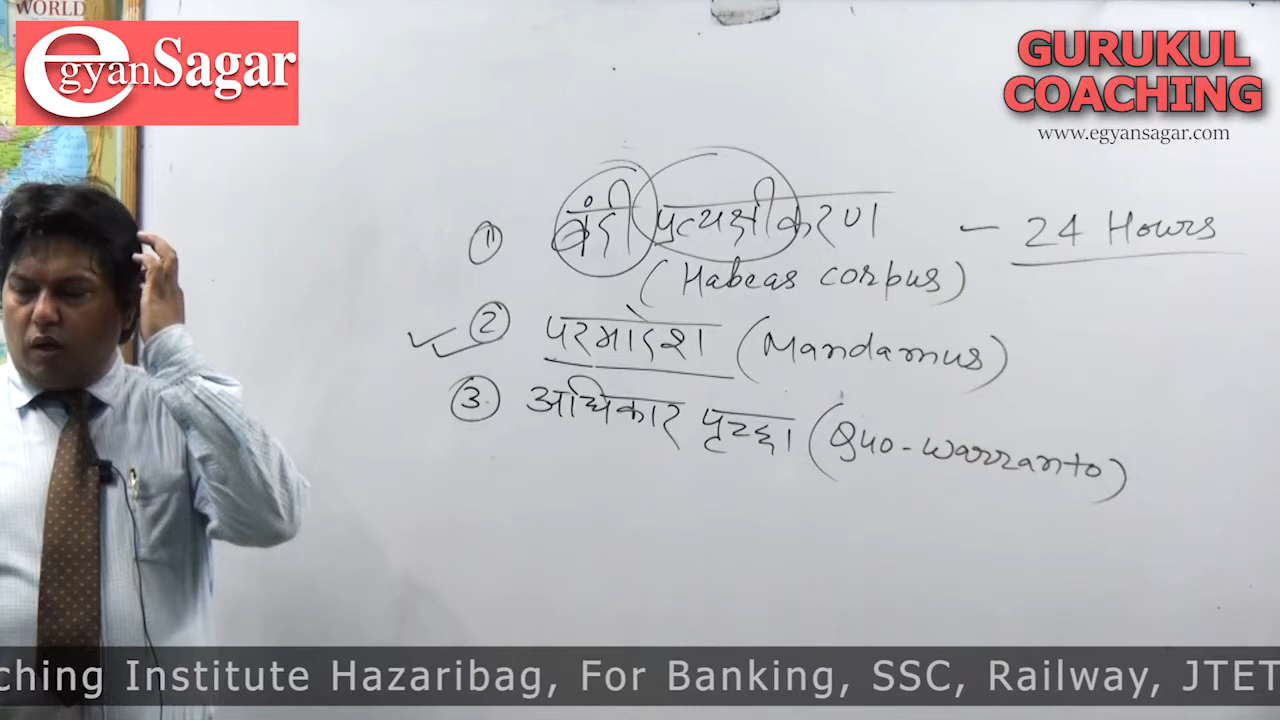 WORLD
egyanSagar
GURUKUL
COACHING
www.egyansagar.com
① बंदी प्रत्यक्षीकरण — 24 Hours
(Habeas corpus)
② परमादेश (Mandamus)
③ अधिकार पृच्छा (Quo-warranto)
ching Institute Hazaribag, For Banking, SSC, Railway, JTET